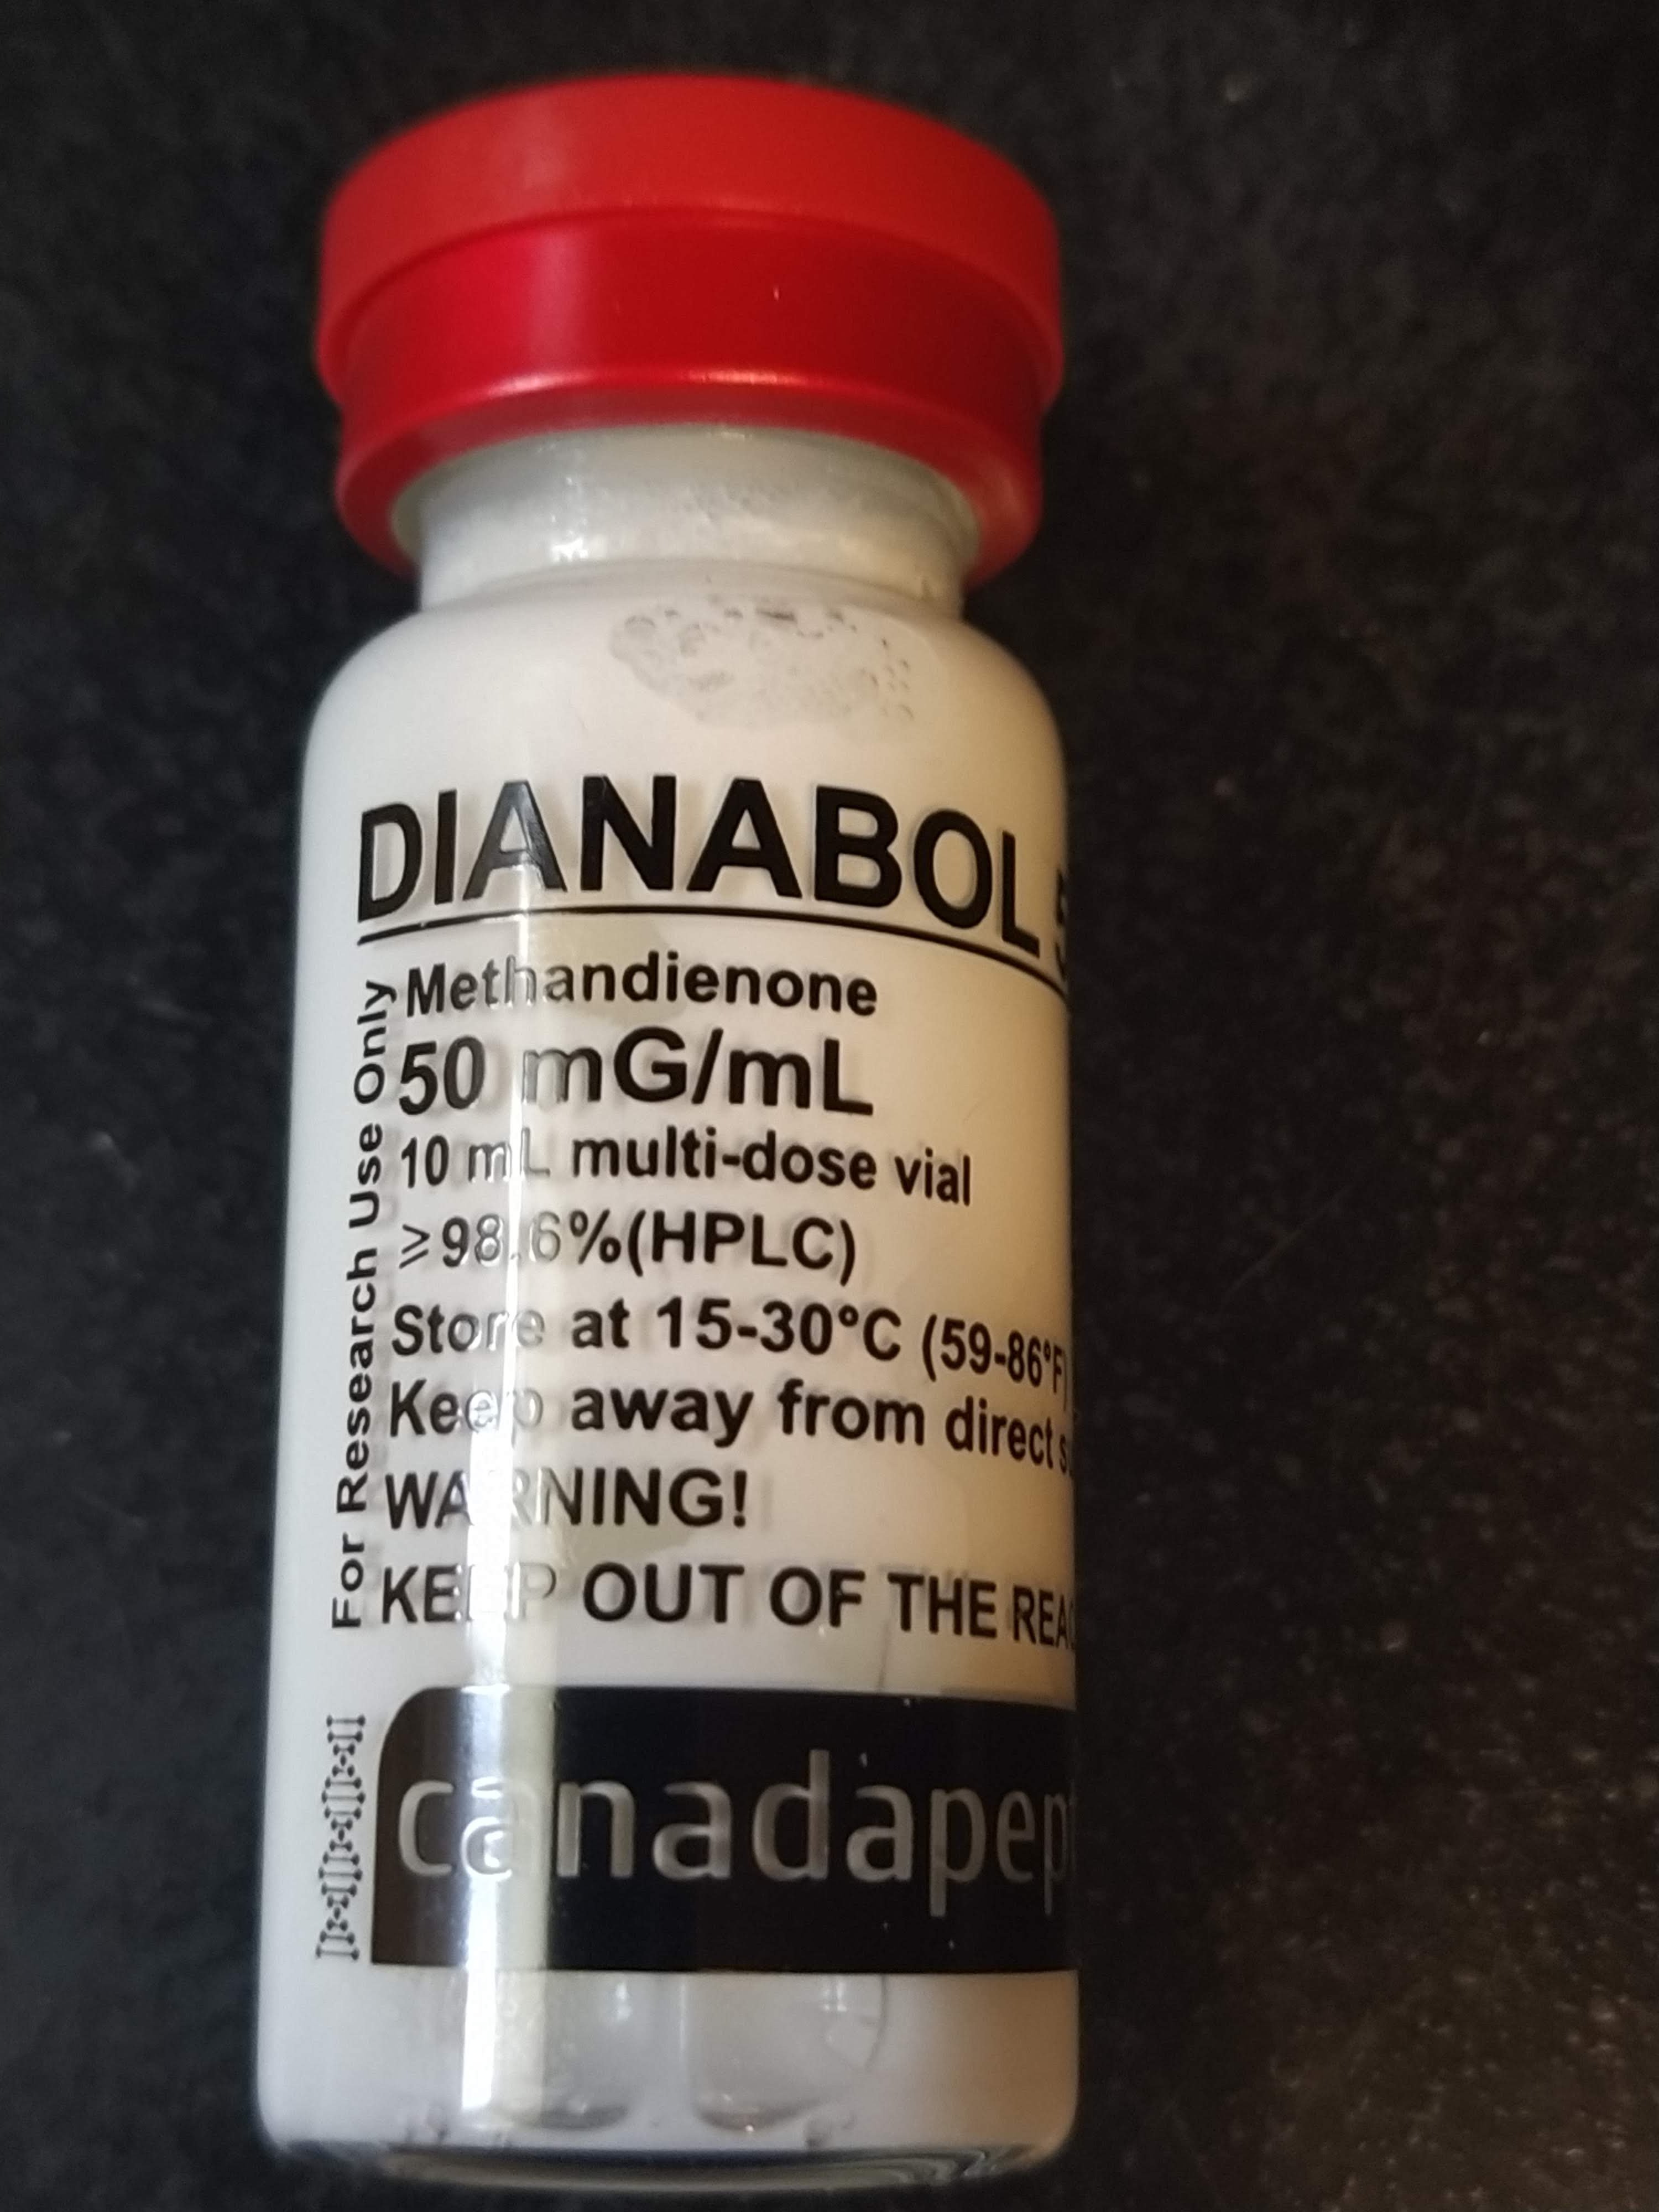 DIANABOL
Methandienone
50 mG/mL
10 mL multi-dose vial
≥98.6%(HPLC)
Store at 15-30°C (59-86°F)
Keep away from direct
WARNING!
KEEP OUT OF THE
For Research Use Only
canadapept